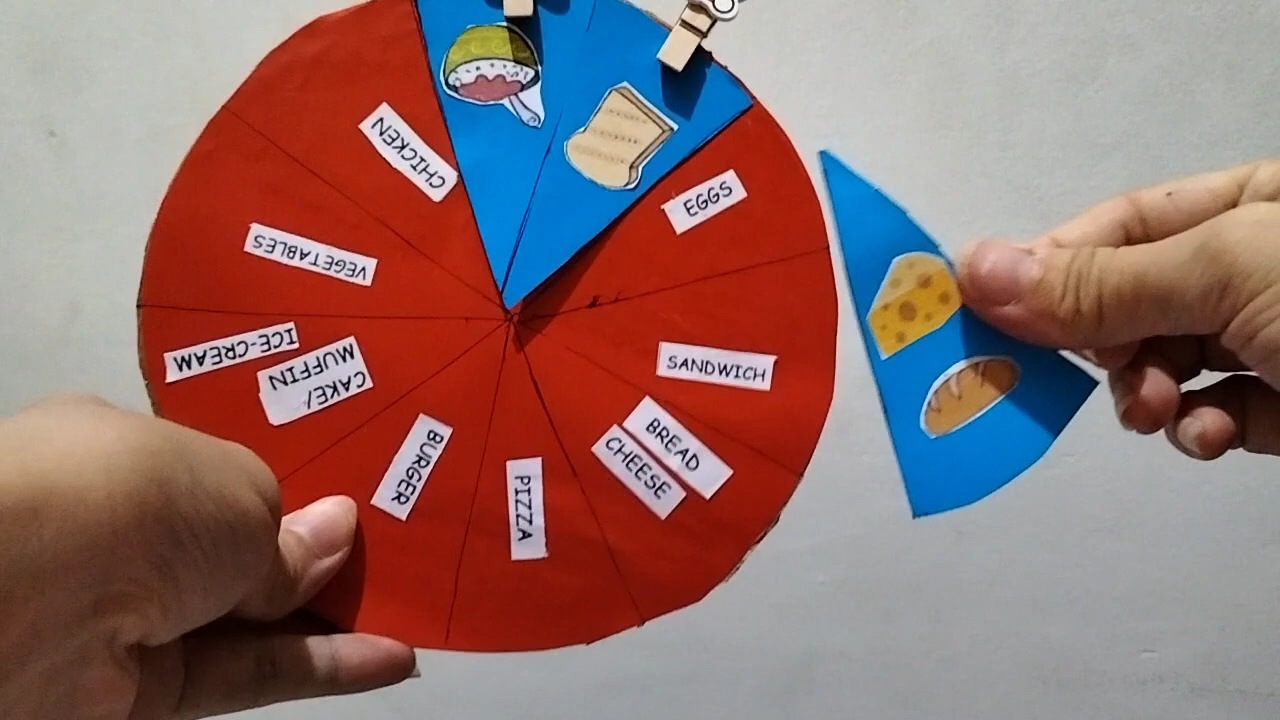 CHICKEN
EGGS
VEGETABLES
ICE-CREAM
CAKE/
MUFFIN
SANDWICH
BREAD
CHEESE
BURGER
PIZZA